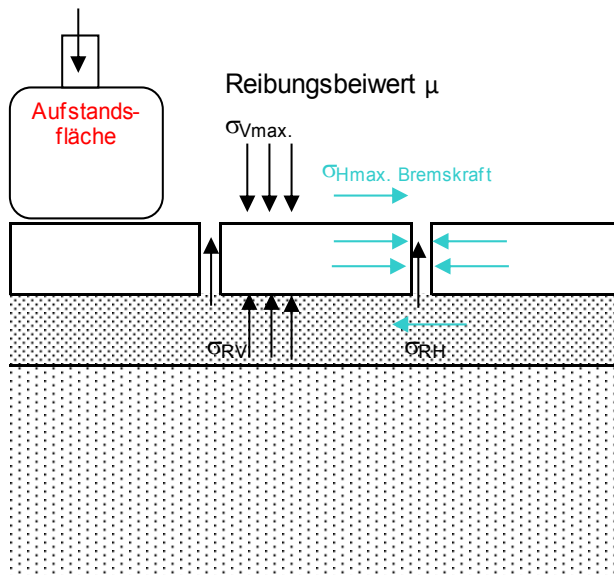 Reibungsbeiwert μ
Aufstands-
fläche
σVmax.
σHmax. Bremskraft
σRV
σRH